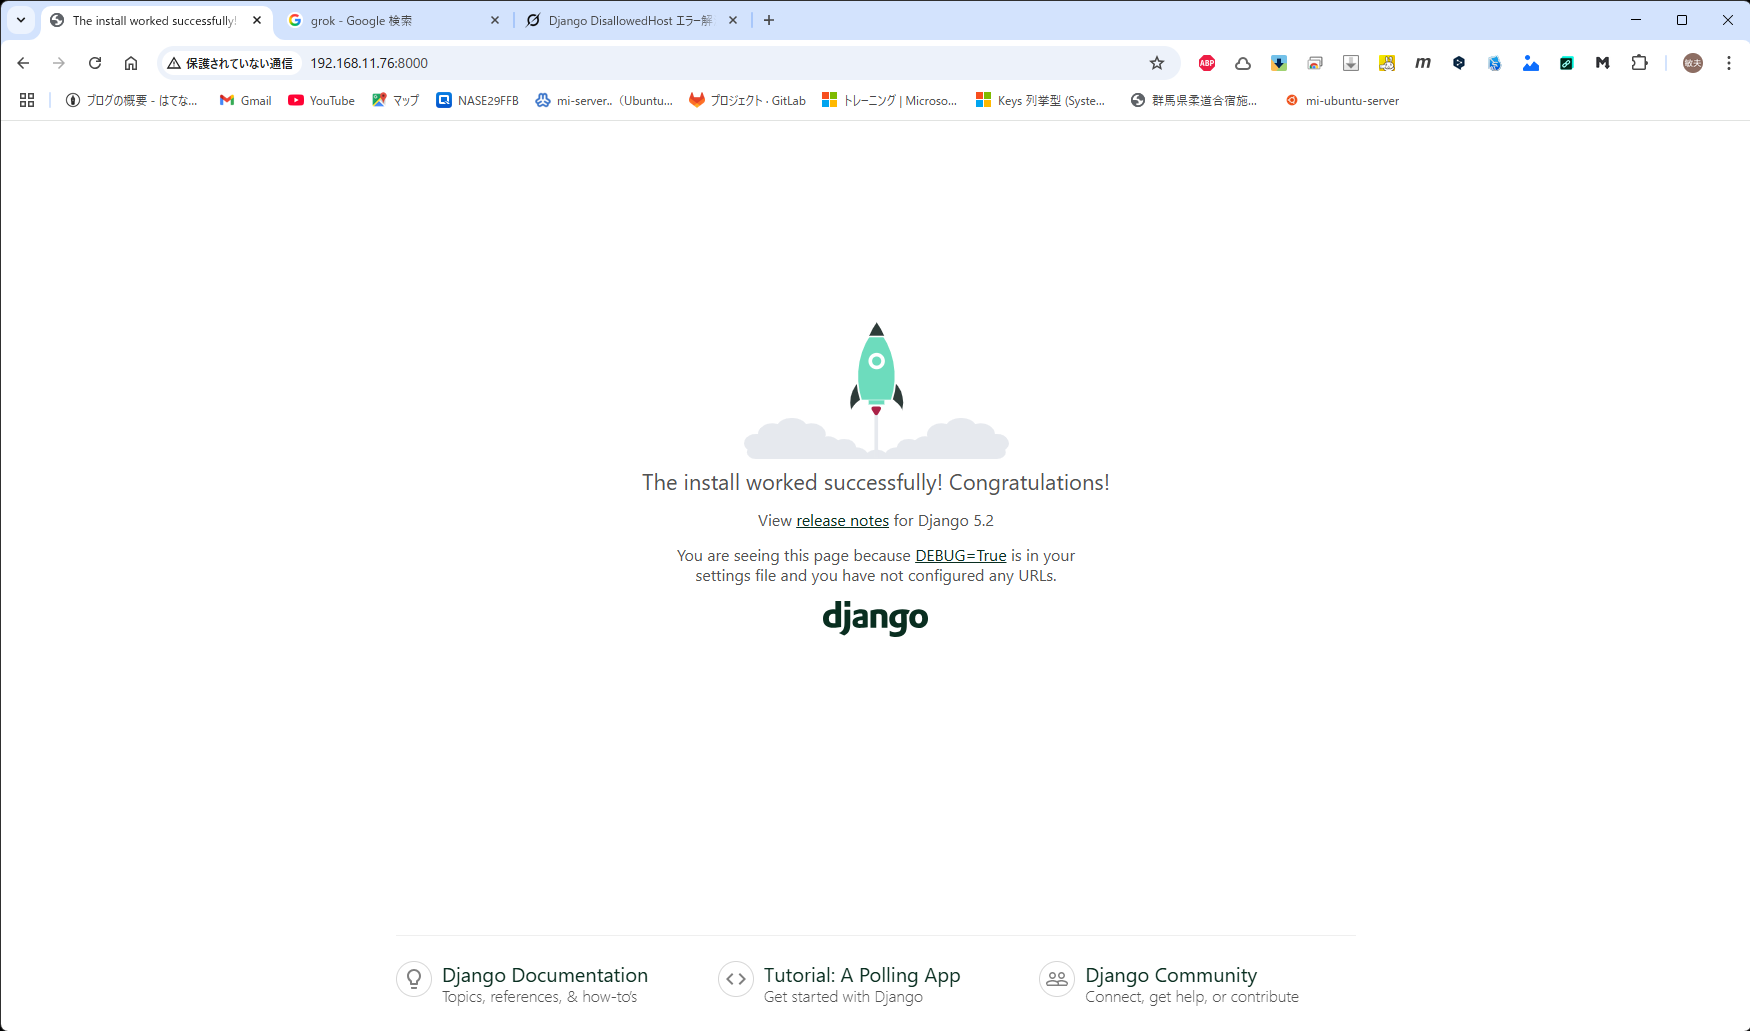 The install worked successfully!
grok - Google 検索
Django DisallowedHost エラー解
保護されていない通信
192.168.11.76:8000
ABP
m
敏夫
ブログの概要 - はてな...
Gmail
YouTube
マップ
NASE29FFB
mi-server..（Ubuntu...
プロジェクト · GitLab
トレーニング | Microso...
Keys 列挙型 (Syste...
群馬県柔道合宿施...
mi-ubuntu-server
The install worked successfully! Congratulations!
View release notes for Django 5.2
You are seeing this page because DEBUG=True is in your
settings file and you have not configured any URLs.
django
Django Documentation
Topics, references, & how-to’s
Tutorial: A Polling App
Get started with Django
Django Community
Connect, get help, or contribute